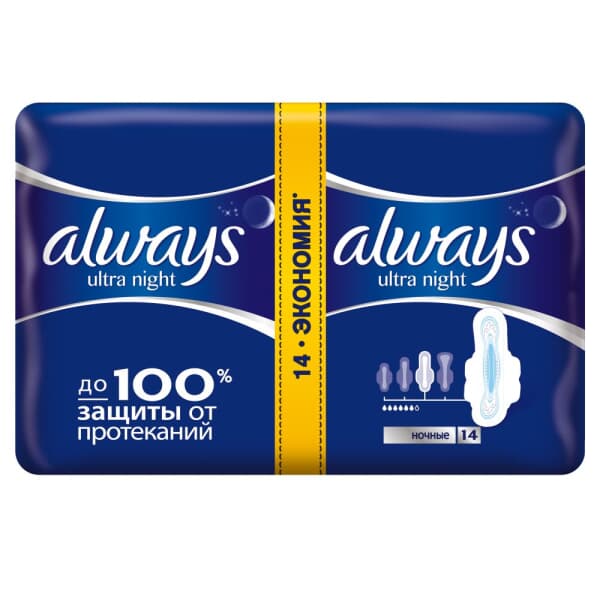 always
ultra night
до 100%
защиты от
протеканий
14 • ЭКОНОМИЯ*
always
ultra night
ночные 14